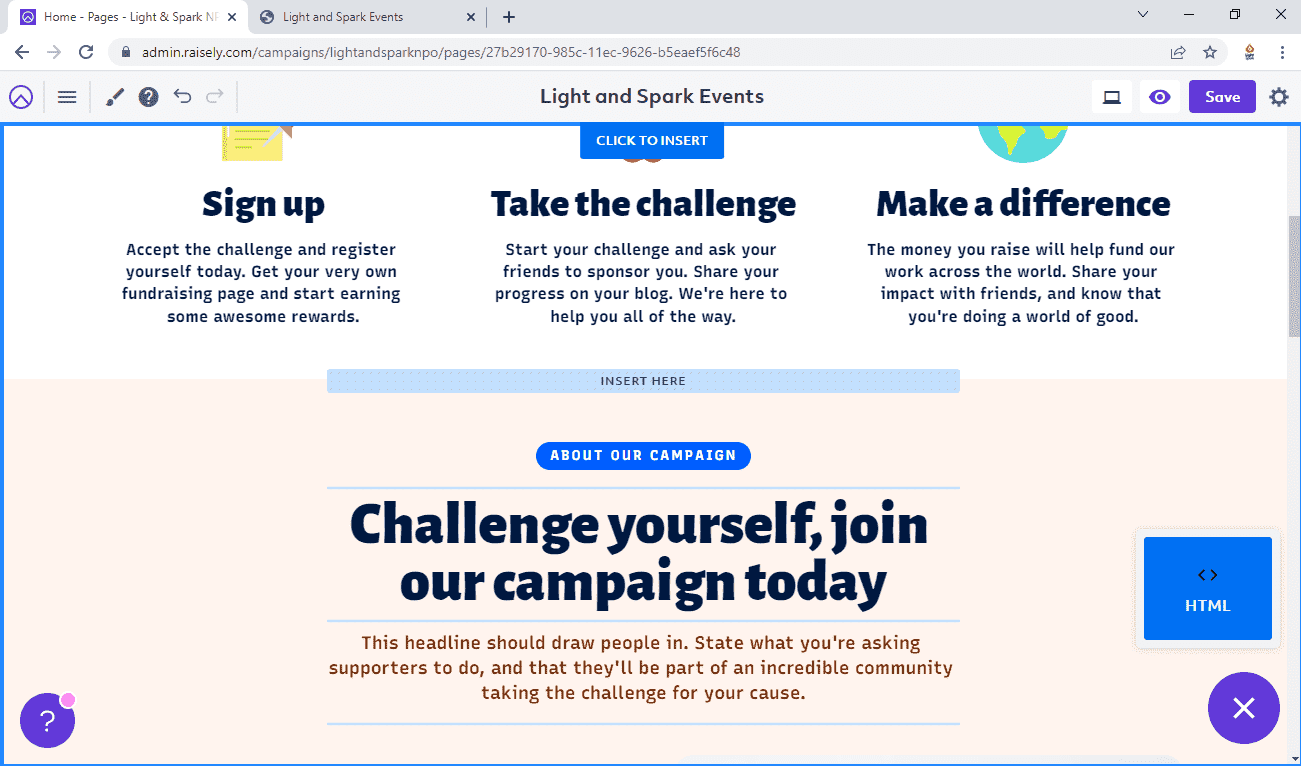 Home - Pages - Light & Spark NP
Light and Spark Events
admin.raisely.com/campaigns/lightandsparknpo/pages/27b29170-985c-11ec-9626-b5eaef5f6c48
Light and Spark Events
Save
CLICK TO INSERT
Sign up
Accept the challenge and register
yourself today. Get your very own
fundraising page and start earning
some awesome rewards.
Take the challenge
Start your challenge and ask your
friends to sponsor you. Share your
progress on your blog. We're here to
help you all of the way.
Make a difference
The money you raise will help fund our
work across the world. Share your
impact with friends, and know that
you're doing a world of good.
INSERT HERE
ABOUT OUR CAMPAIGN
Challenge yourself, join
our campaign today
This headline should draw people in. State what you're asking
supporters to do, and that they'll be part of an incredible community
taking the challenge for your cause.
<> 
HTML
?